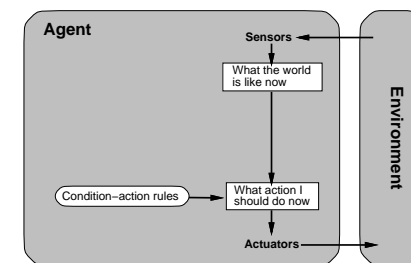 Agent
Sensors
What the world
is like now
Environment
Condition−action rules
What action I
should do now
Actuators